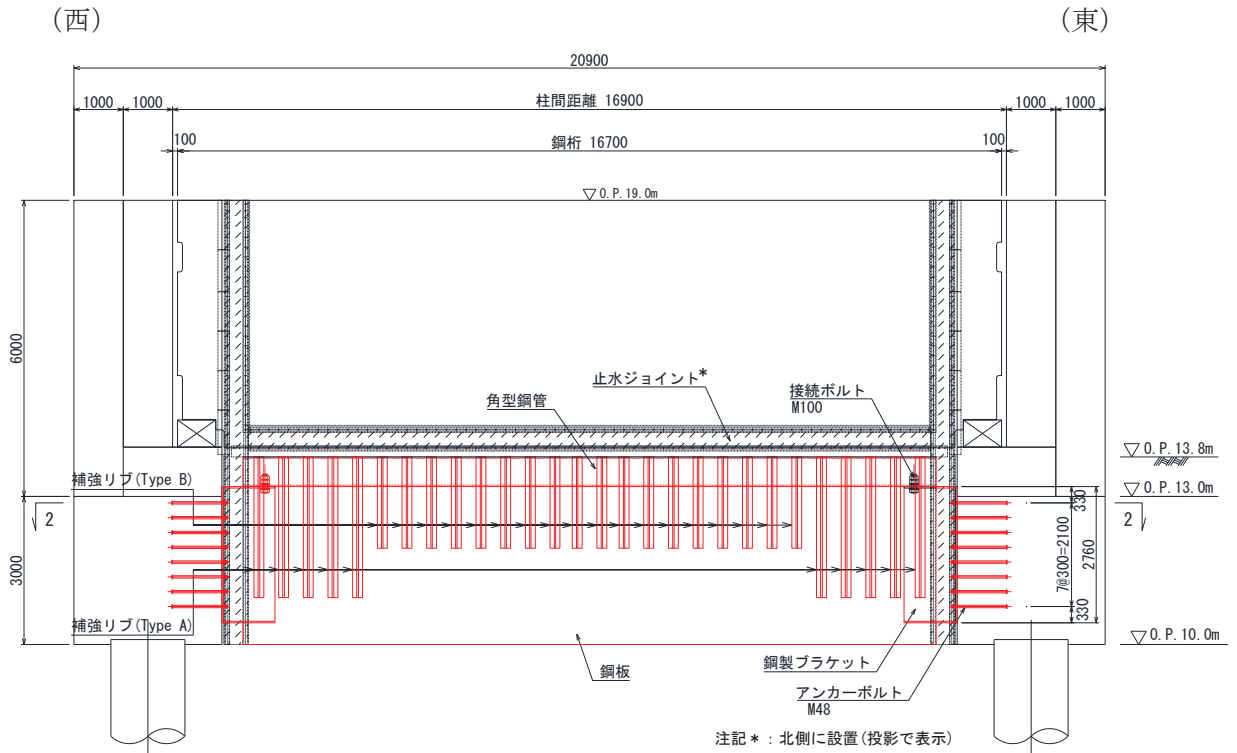 (西)
(東)
20900
1000
1000
柱間距離 16900
1000
1000
100
鋼桁 16700
100
▽O.P.19.0m
6000
止水ジョイント*
接続ボルト
M100
角型鋼管
▽O.P.13.8m
補強リブ(Type B)
▽O.P.13.0m
2
2
330
7@300=2100
2760
330
3000
補強リブ(Type A)
▽O.P.10.0m
鋼板
鋼製ブラケット
アンカーボルト
M48
注記*:北側に設置(投影で表示)